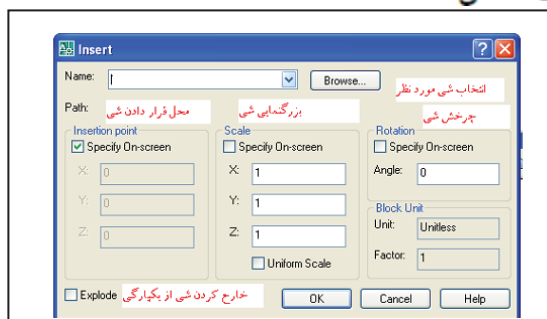 Insert
Name: Browse...
انتخاب شی مورد نظر
Path: محل قرار دادن شی بزرگنمایی شی چرخش شی
Insertion point Scale Rotation
Specify On-screen Specify On-screen Specify On-screen
X: 0 X: 1 Angle: 0
Y: 0 Y: 1
Block Unit
Z: 0 Z: 1 Unit: Unitless
Uniform Scale Factor: 1
Explode خارج کردن شی از یکپارگی OK Cancel Help